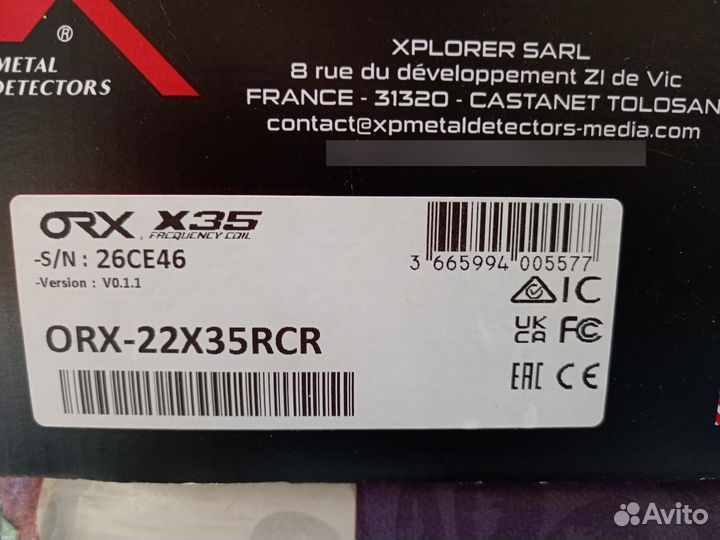 ®
METAL
DETECTORS
XPLORER SARL
8 rue du développement ZI de Vic
FRANCE - 31320 - CASTANET TOLOSAN
contact@xpmetaldetectors-media.com
ORX X35
FREQUENCY COIL
-S/N : 26CE46
-Version : V0.1.1
3 665994 005577
IC
ORX-22X35RCR
UK
CA
FC
EAC
CE
Avito